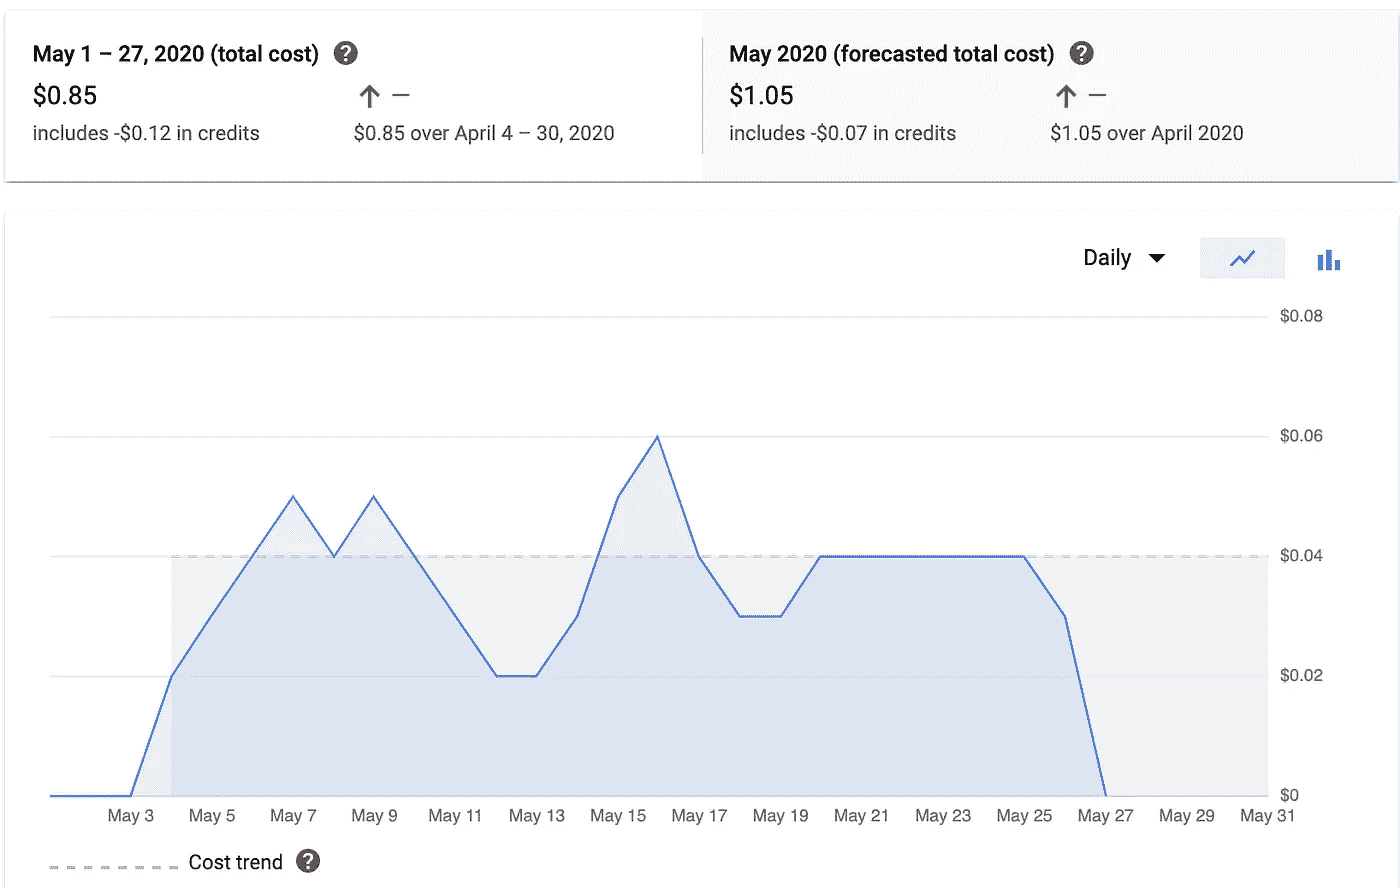 May 1 – 27, 2020 (total cost) ?
$0.85
includes -$0.12 in credits
$0.85 over April 4 – 30, 2020
May 2020 (forecasted total cost) ?
$1.05
includes -$0.07 in credits
$1.05 over April 2020
Daily
$0.08
$0.06
$0.04
$0.02
$0
May 3 May 5 May 7 May 9 May 11 May 13 May 15 May 17 May 19 May 21 May 23 May 25 May 27 May 29 May 31
Cost trend ?